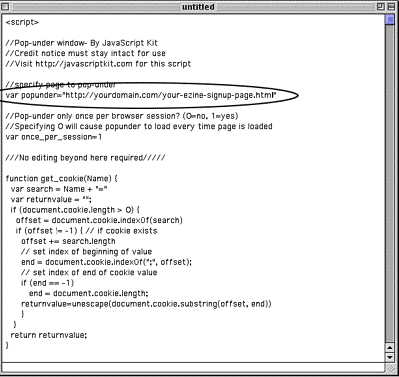 untitled
<script>
//Pop-under window- By JavaScript Kit
//Credit notice must stay intact for use
//Visit http://javascriptkit.com for this script
//specify page to pop-under
var popunder="http://yourdomain.com/your-ezine-signup-page.html"
//Pop-under only once per browser session? (0=no, 1=yes)
//Specifying 0 will cause popunder to load every time page is loaded
var once_per_session=1
///No editing beyond here required/////
function get_cookie(Name) {
var search = Name + "="
var returnvalue = "";
if (document.cookie.length > 0) {
offset = document.cookie.indexOf(search)
if (offset != -1) { // if cookie exists
offset += search.length
// set index of beginning of value
end = document.cookie.indexOf(";", offset);
// set index of end of cookie value
if (end == -1)
end = document.cookie.length;
returnvalue=unescape(document.cookie.substring(offset, end))
}
}
return returnvalue;
}